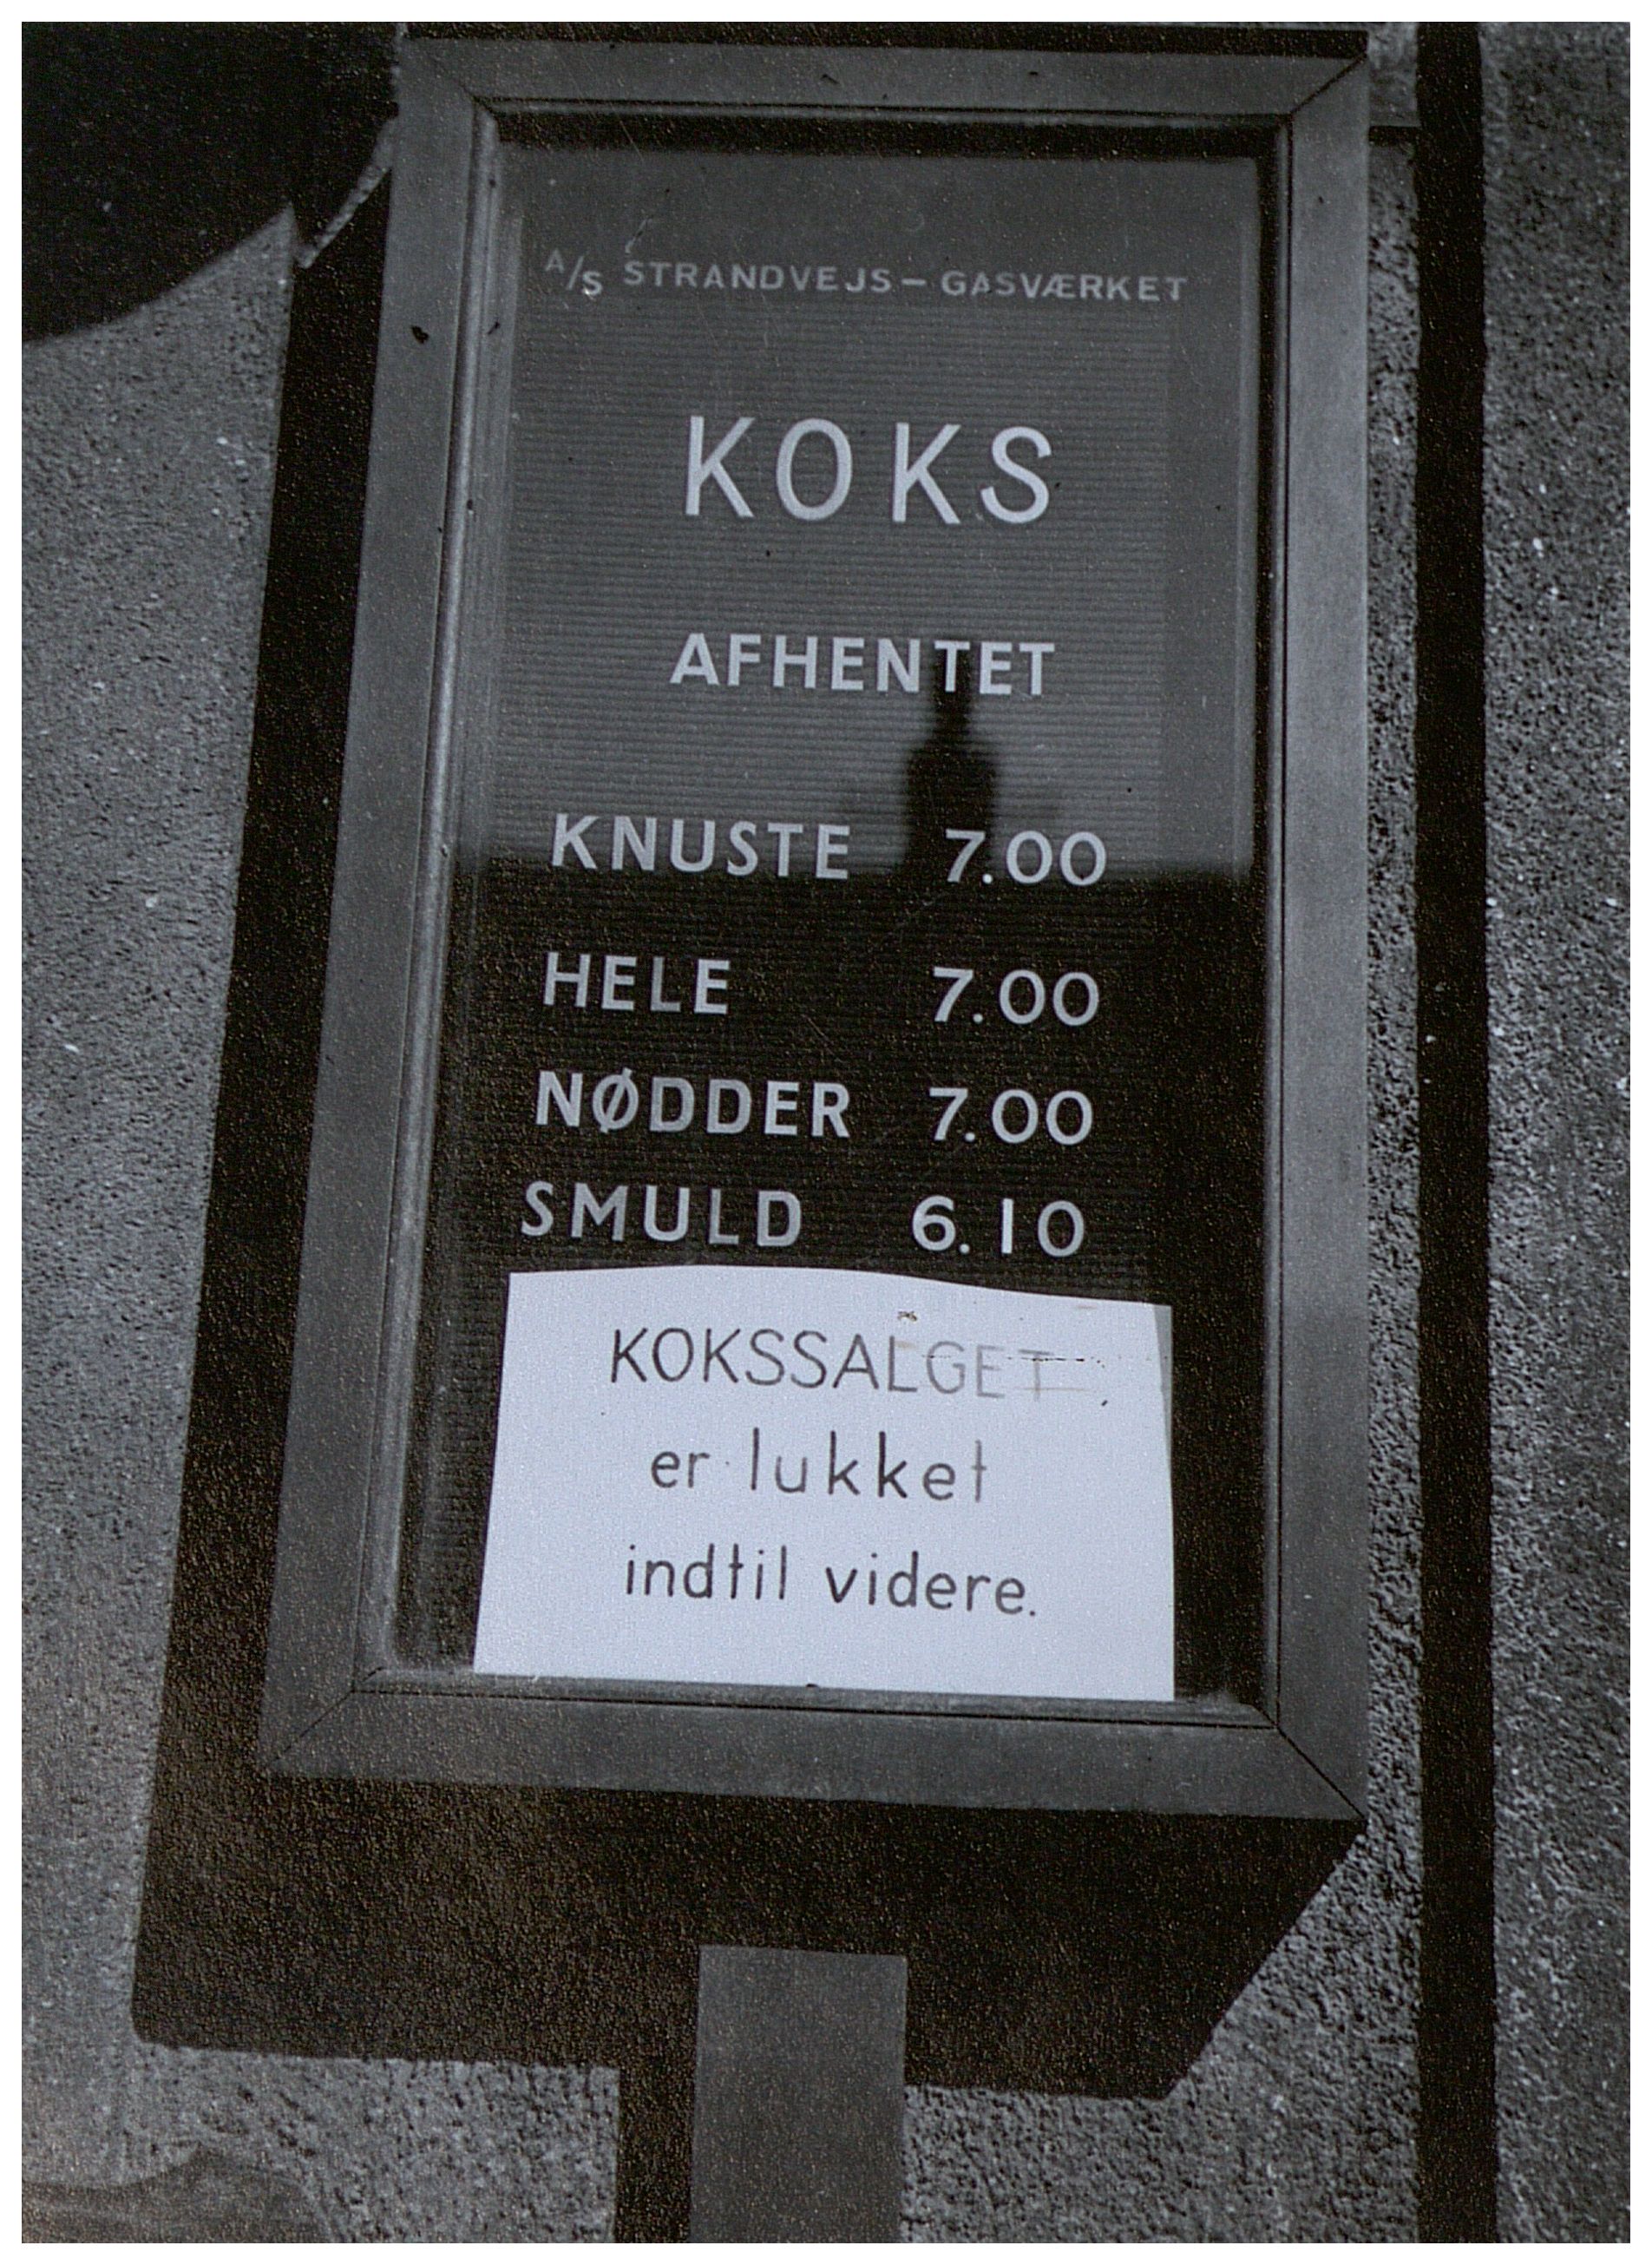 A/S STRANDVEJS - GASVÆRKET
KOKS
AFHENTET
KNUSTE 7.00
HELE 7.00
NØDDER 7.00
SMULD 6.10
KOKSSALGET
er lukket
indtil videre.